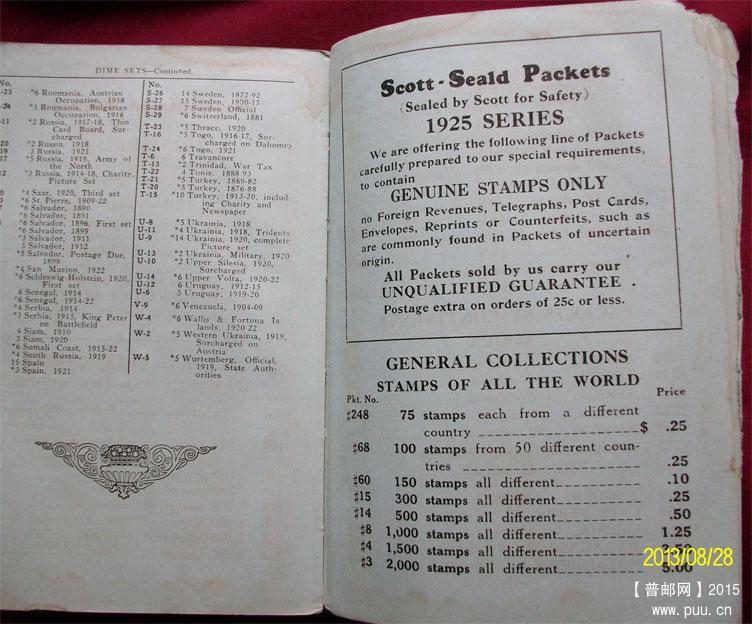 DIME SETS—Continued.
No.
-23 *6 Roumania, Austrian
Occupation, 1918
-24 *3 Roumania, Bulgarian
Occupation, 1916
-11 *2 Russia, 1917-18, Thin
Card Board, Sur-
charged
20 *2 Russia, 1918
*3 Russia, 1921
17 *5 Russia, 1919, Army of
the North
*3 Russia, 1914-18, Charity,
Picture Set
*4 Saar, 1920, Third set
*6 St. Pierre, 1909-22
*6 Salvador, 1890
*6 Salvador, 1891
*6 Salvador, 1896, First set
*6 Salvador, 1899
*3 Salvador, 1911
5 Salvador, 1912
*5 Salvador, Postage Due,
1899
*4 San Marino, 1922
*6 Schleswig-Holstein, 1920,
First set
6 Senegal, 1914
*6 Senegal, 1914-22
*4 Serbia, 1914
*3 Serbia, 1915, King Peter
on Battlefield
4 Siam, 1910
3 Siam, 1920
*6 Somali Coast, 1915-22
*4 South Russia, 1919
15 Spain
*3 Spain, 1921
No.
S-26 14 Sweden, 1872-92
S-27 15 Sweden, 1920-15
S-28 7 Sweden Official
S-29 *6 Switzerland, 1881
T-23 *5 Thrace, 1920
T-16 *5 Togo, 1916-17, Sur-
charged on Dahomey
T-24 *6 Togo, 1921
T-6 6 Travancore
T-13 *2 Trinidad, War Tax
T-22 4 Tunis, 1888-93
T-21 *5 Turkey, 1869-82
T-20 *5 Turkey, 1876-88
T-15 *10 Turkey, 1913-20, includ-
ing Charity and
Newspaper
U-8 *5 Ukrainia, 1918
U-11 *4 Ukrainia, 1918, Tridents
U-9 *14 Ukrainia, 1920, complete
Picture set
U-13 *2 Ukrainia, Military, 1920
U-10 *2 Upper Silesia, 1920,
Surcharged
U-14 *6 Upper Volta, 1920-22
U-12 6 Uruguay, 1912-15
U-6 5 Uruguay, 1919-20
V-9 *6 Venezuela, 1904-09
W-4 *6 Wallis & Fortuna Is-
lands, 1920-22
W-2 *5 Western Ukrainia, 1919,
Surcharged on
Austria
W-5 *5 Wurtemberg, Official,
1919, State Auth-
orities
Scott-Seald Packets
(Sealed by Scott for Safety)
1925 SERIES
We are offering the following line of Packets
carefully prepared to our special requirements,
to contain
GENUINE STAMPS ONLY
no Foreign Revenues, Telegraphs, Post Cards,
Envelopes, Reprints or Counterfeits, such as
are commonly found in Packets of uncertain
origin.
All Packets sold by us carry our
UNQUALIFIED GUARANTEE.
Postage extra on orders of 25c or less.
GENERAL COLLECTIONS
STAMPS OF ALL THE WORLD
Pkt. No. Price
‡248 75 stamps each from a different
country $ .25
‡68 100 stamps from 50 different coun-
tries .25
‡60 150 stamps all different .10
‡15 300 stamps all different .25
‡14 500 stamps all different .50
‡8 1,000 stamps all different 1.25
‡4 1,500 stamps all different
‡3 2,000 stamps all different 5.00
2013/08/28
【普邮网】2015
www.puu.cn